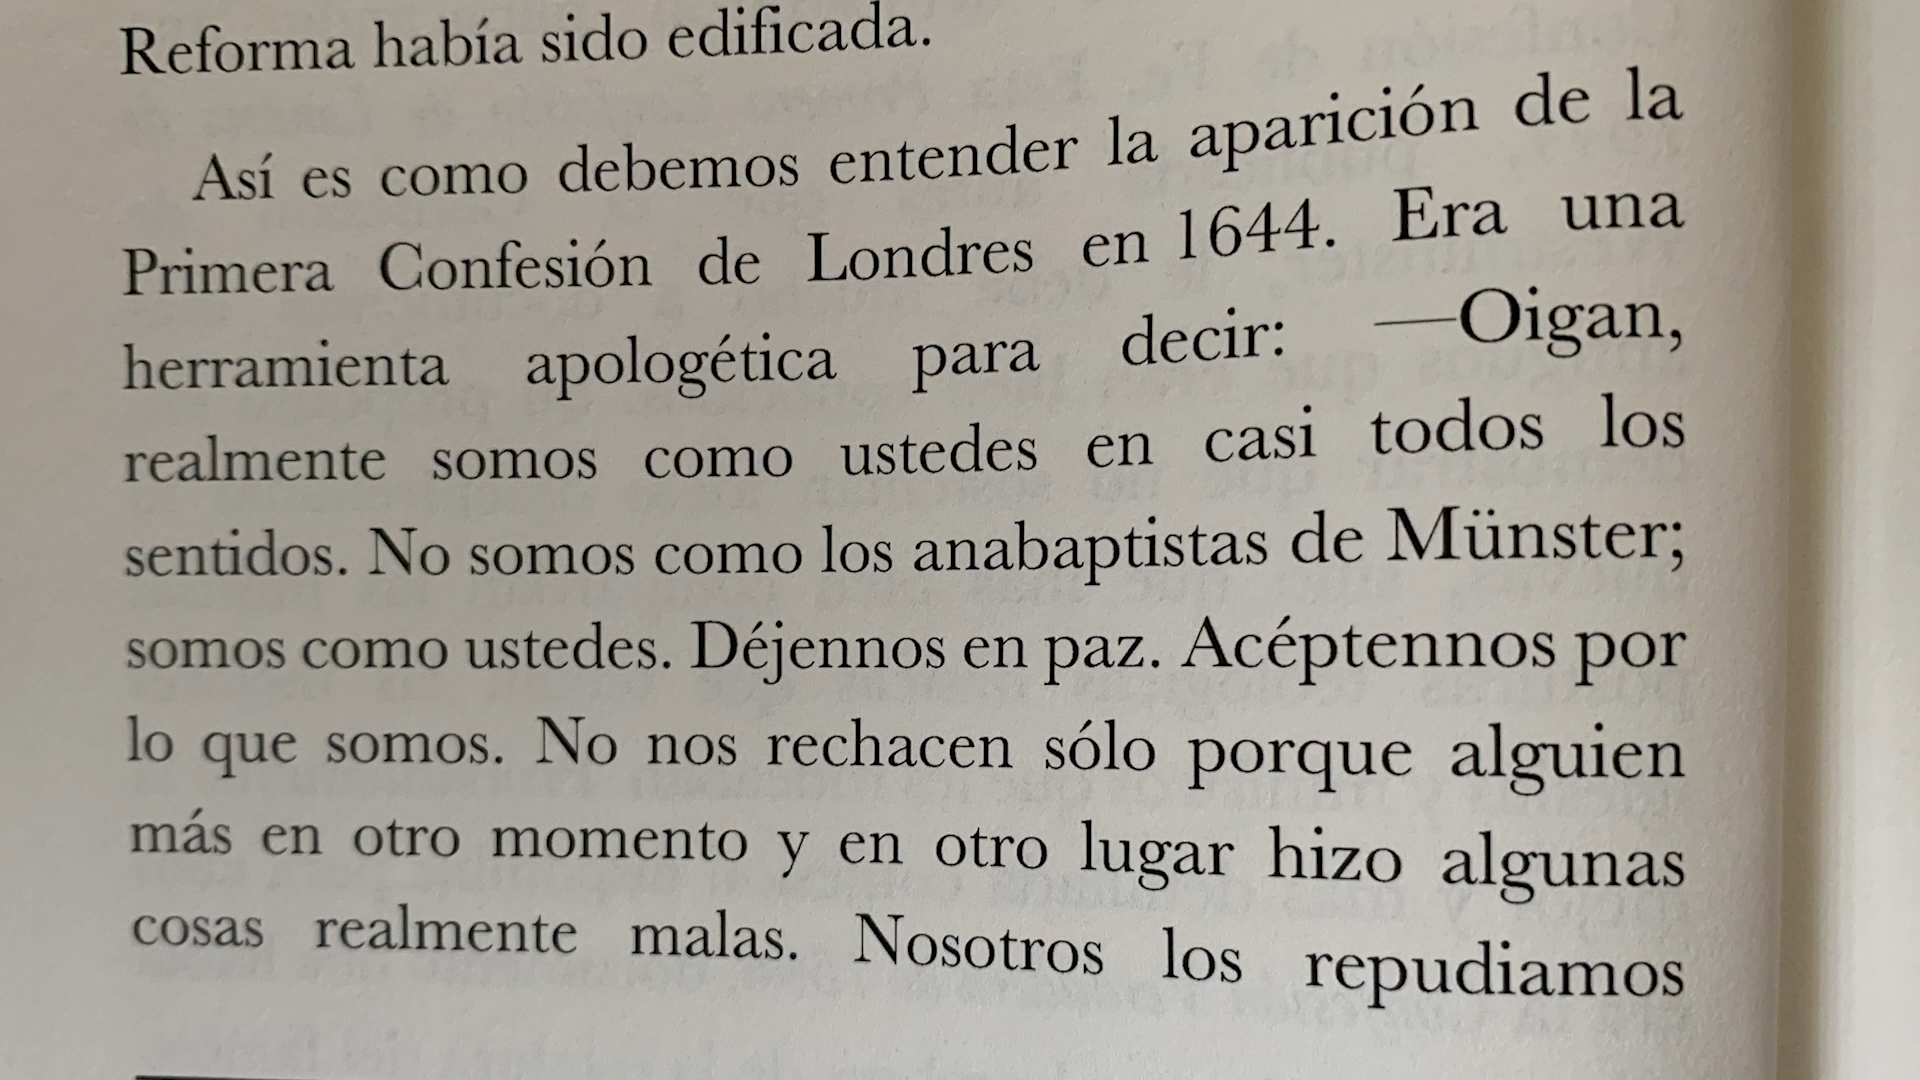 Reforma había sido edificada.
Así es como debemos entender la aparición de la
Primera Confesión de Londres en 1644. Era una
herramienta apologética para decir: —Oigan,
realmente somos como ustedes en casi todos los
sentidos. No somos como los anabaptistas de Münster;
somos como ustedes. Déjennos en paz. Acéptennos por
lo que somos. No nos rechacen sólo porque alguien
más en otro momento y en otro lugar hizo algunas
cosas realmente malas. Nosotros los repudiamos